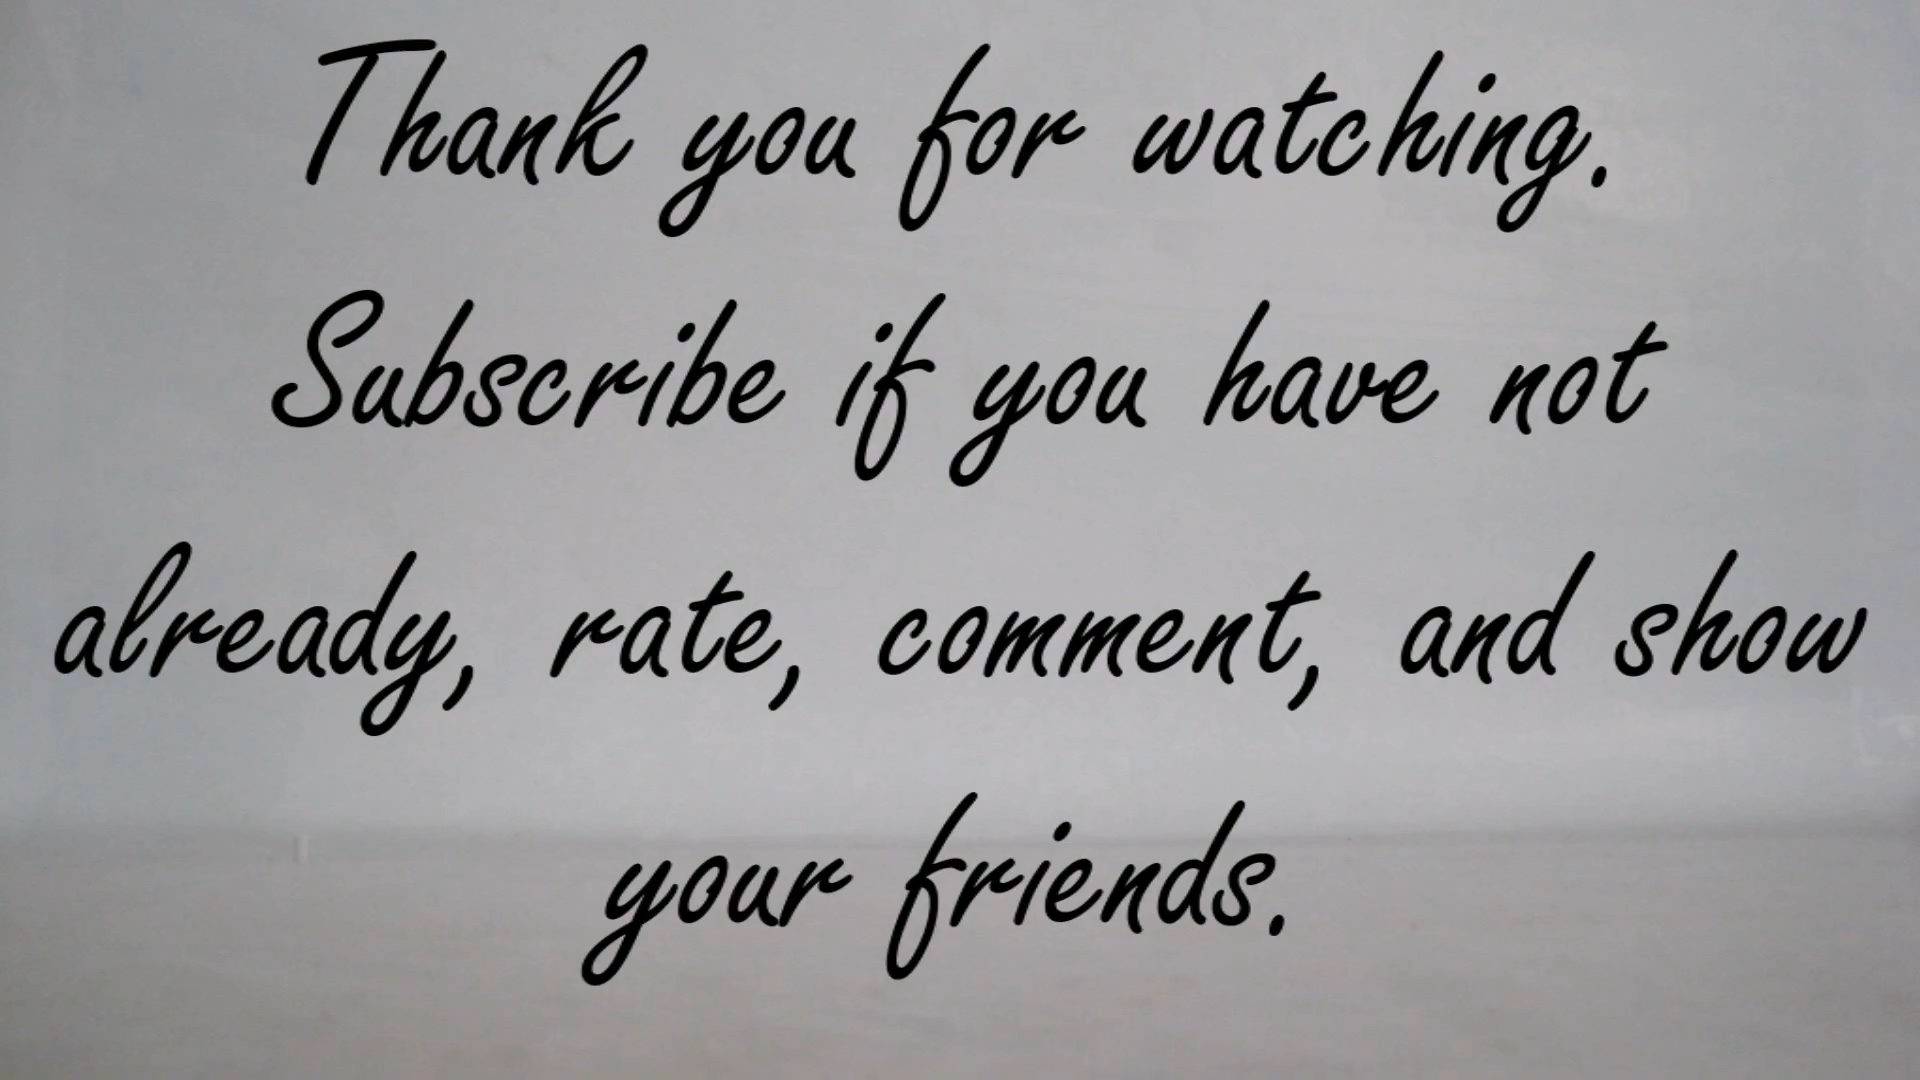 Thank you for watching.
Subscribe if you have not
already, rate, comment, and show
your friends.